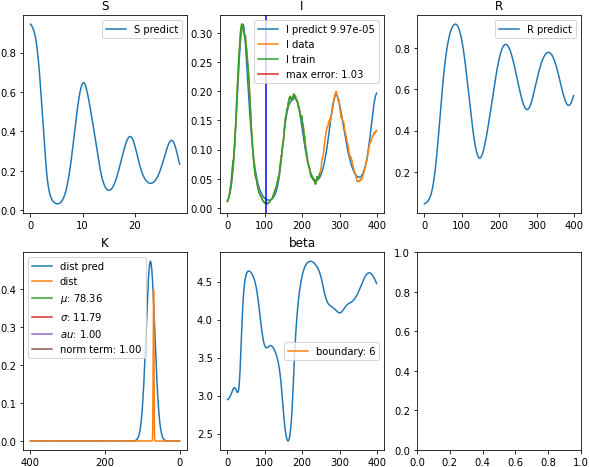 S
S predict
0.8
0.6
0.4
0.2
0.0
0 10 20
I
I predict 9.97e-05
I data
I train
max error: 1.03
0.30
0.25
0.20
0.15
0.10
0.05
0.00
0 100 200 300 400
R
R predict
0.8
0.6
0.4
0.2
0 100 200 300 400
K
dist pred
dist
μ: 78.36
σ: 11.79
au: 1.00
norm term: 1.00
0.4
0.3
0.2
0.1
0.0
400 200 0
beta
boundary: 6
4.5
4.0
3.5
3.0
2.5
0 100 200 300 400
1.0
0.8
0.6
0.4
0.2
0.0
0.0 0.2 0.4 0.6 0.8 1.0